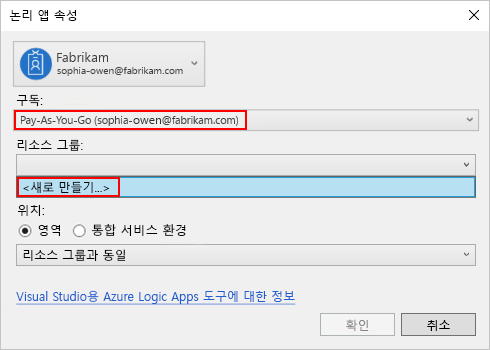 논리 앱 속성
Fabrikam
sophia-owen@fabrikam.com
구독:
Pay-As-You-Go (sophia-owen@fabrikam.com)
리소스 그룹:
<새로 만들기...>
위치:
영역 통합 서비스 환경
리소스 그룹과 동일
Visual Studio용 Azure Logic Apps 도구에 대한 정보
확인 취소